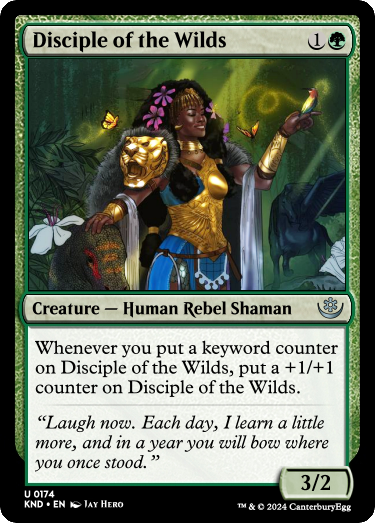 Disciple of the Wilds 1
Creature — Human Rebel Shaman
Whenever you put a keyword counter
on Disciple of the Wilds, put a +1/+1
counter on Disciple of the Wilds.
“Laugh now. Each day, I learn a little
more, and in a year you will bow where
you once stood.”
3/2
U 0174
KND • EN Jay Hero
™ & © 2024 CanterburyEgg